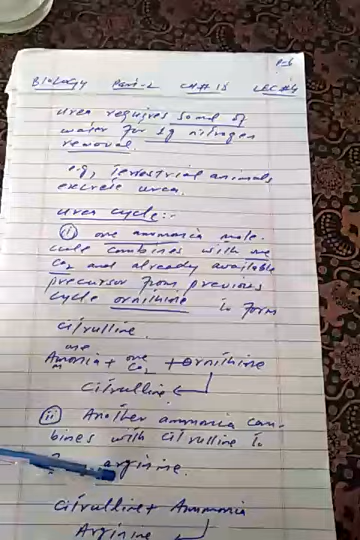 P-6
Biology Part-2 CH#15 LEC#4
urea requires 50ml of
water for 1g nitrogen
removal.
e.g, Terrestrial animals
excrete urea.
urea cycle:-
(i) one ammonia mole-
cule combines with one
CO2 and already available
precursor from previous
cycle ornithine to form
citrulline.
one Amonia + one CO2 + Ornithine
Citrulline
(ii) Another ammonia com-
bines with citrulline to
arginine.
Citrulline + Ammonia
Arginine